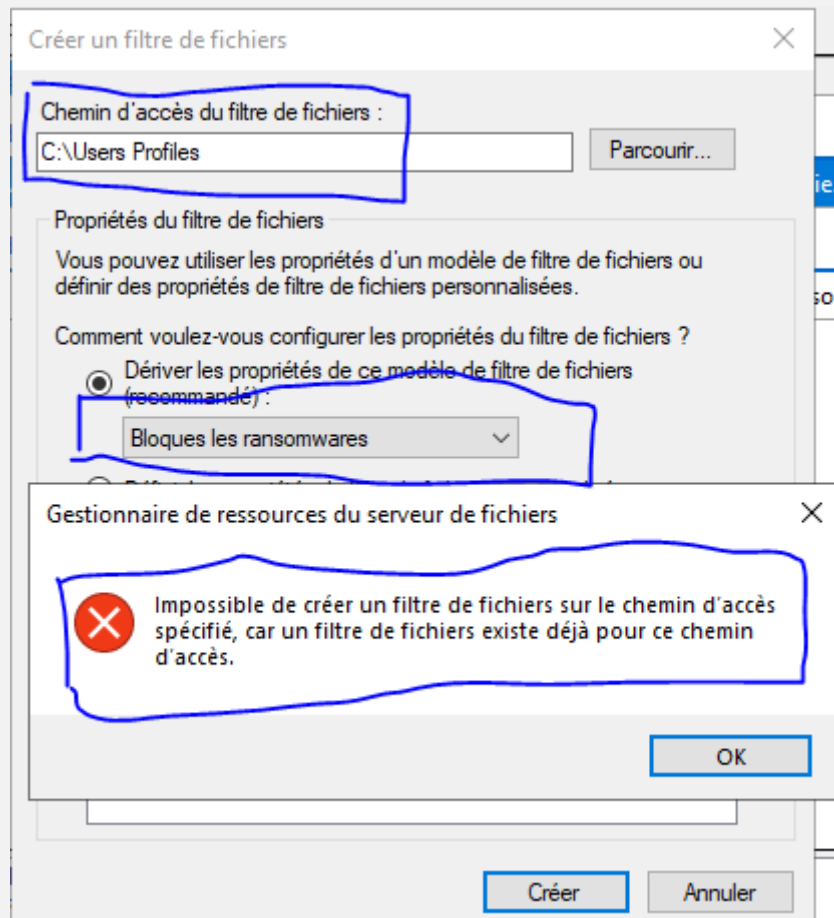 Créer un filtre de fichiers
Chemin d'accès du filtre de fichiers :
C:\Users Profiles
Parcourir...
ie
Propriétés du filtre de fichiers
Vous pouvez utiliser les propriétés d'un modèle de filtre de fichiers ou
définir des propriétés de filtre de fichiers personnalisées.
so
Comment voulez-vous configurer les propriétés du filtre de fichiers ?
Dériver les propriétés de ce modèle de filtre de fichiers
(recommandé) :
Bloques les ransomwares
Gestionnaire de ressources du serveur de fichiers
Impossible de créer un filtre de fichiers sur le chemin d'accès
spécifié, car un filtre de fichiers existe déjà pour ce chemin
d'accès.
OK
Créer
Annuler